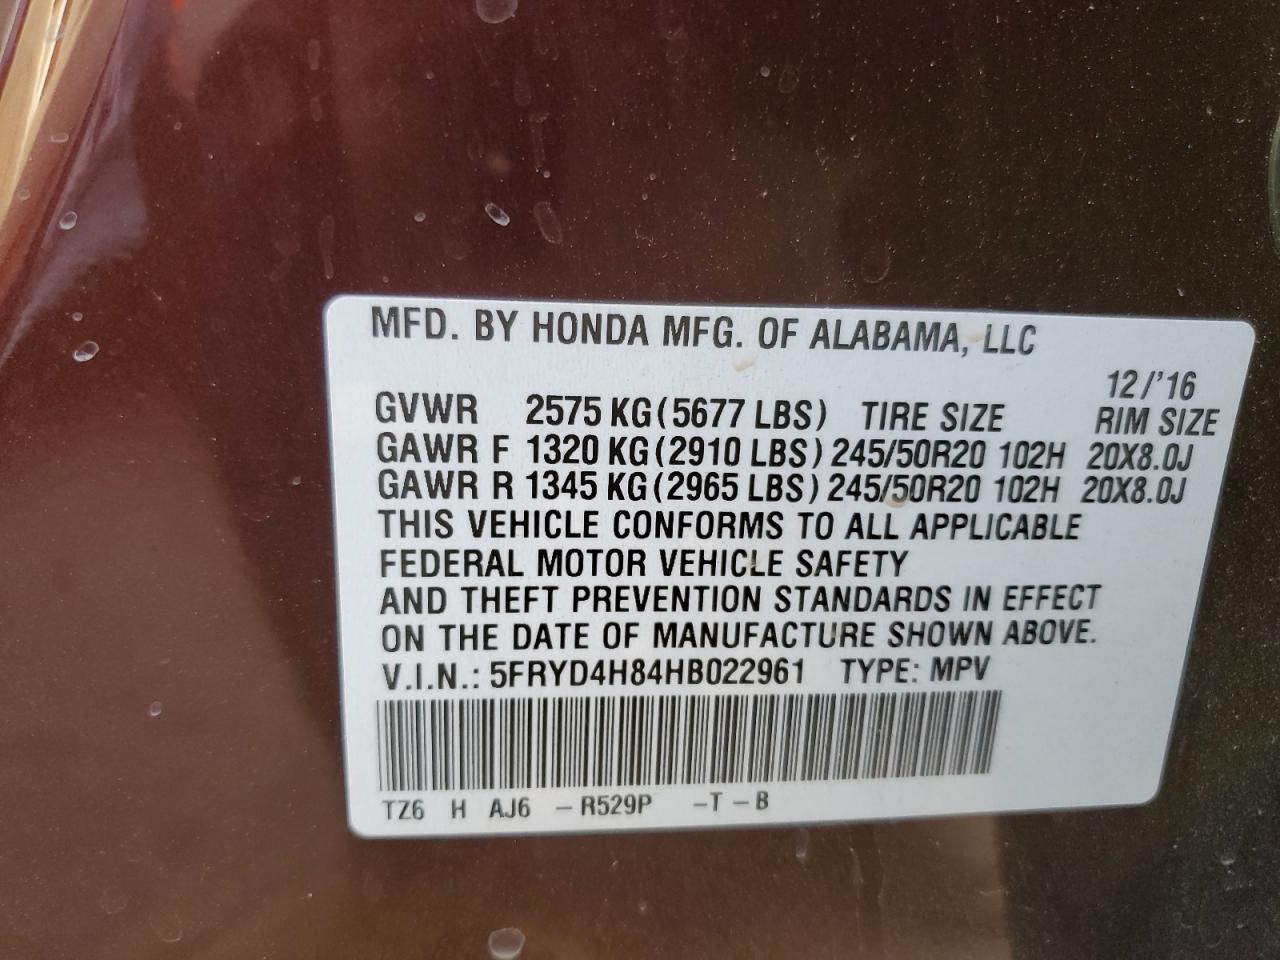 MFD. BY HONDA MFG. OF ALABAMA, LLC
12/'16
GVWR 2575 KG (5677 LBS) TIRE SIZE RIM SIZE
GAWR F 1320 KG (2910 LBS) 245/50R20 102H 20X8.0J
GAWR R 1345 KG (2965 LBS) 245/50R20 102H 20X8.0J
THIS VEHICLE CONFORMS TO ALL APPLICABLE
FEDERAL MOTOR VEHICLE SAFETY
AND THEFT PREVENTION STANDARDS IN EFFECT
ON THE DATE OF MANUFACTURE SHOWN ABOVE.
V.I.N.: 5FRYD4H84HB022961 TYPE: MPV
TZ6 H AJ6 – R529P –T – B